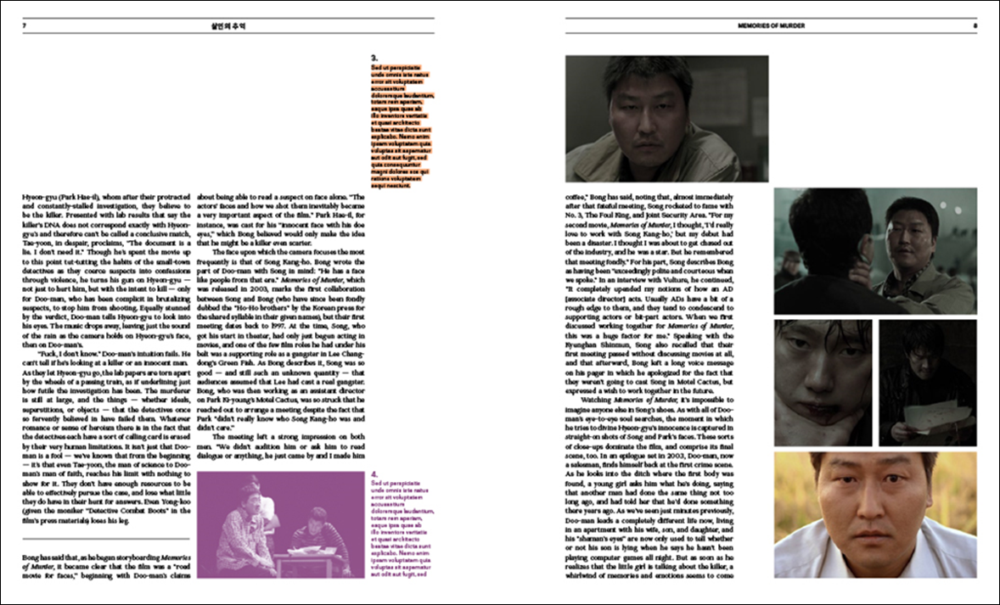 7
살인의 추억
3.
Sed ut perspiciatis
unde omnis iste natus
error sit voluptatem
accusantium
doloremque laudantium,
totam rem aperiam,
eaque ipsa quae ab
illo inventore veritatis
et quasi architecto
beatae vitae dicta sunt
explicabo. Nemo enim
ipsam voluptatem quia
voluptas sit aspernatur
aut odit aut fugit, sed
quia consequuntur
magni dolores eos qui
ratione voluptatem
sequi nesciunt.
Hyeon-gyu (Park Hae-il), whom after their protracted
and constantly-stalled investigation, they believe to
be the killer. Presented with lab results that say the
killer's DNA does not correspond exactly with Hyeon-
gyu's and therefore can't be called a conclusive match,
Tae-yoon, in despair, proclaims, "The document is a
lie. I don't need it." Though he's spent the movie up
to this point tut-tutting the habits of the small-town
detectives as they coerce suspects into confessions
through violence, he turns his gun on Hyeon-gyu —
not just to hurt him, but with the intent to kill — only
for Doo-man, who has been complicit in brutalizing
suspects, to stop him from shooting. Equally stunned
by the verdict, Doo-man tells Hyeon-gyu to look into
his eyes. The music drops away, leaving just the sound
of the rain as the camera holds on Hyeon-gyu's face,
then on Doo-man's.
"Fuck, I don't know." Doo-man's intuition fails. He
can't tell if he's looking at a killer or an innocent man.
As they let Hyeon-gyu go, the lab papers are torn apart
by the wheels of a passing train, as if underlining just
how futile the investigation has been. The murderer
is still at large, and the things — whether ideals,
superstitions, or objects — that the detectives once
so fervently believed in have failed them. Whatever
romance or sense of heroism there is in the fact that
the detectives each have a sort of calling card is erased
by their very human limitations. It isn't just that Doo-
man is a fool — we've known that from the beginning
— it's that even Tae-yoon, the man of science to Doo-
man's man of faith, reaches his limit with nothing to
show for it. They don't have enough resources to be
able to effectively pursue the case, and lose what little
they do have in their hunt for answers. Even Yong-koo
(given the moniker "Detective Combat Boots" in the
film's press materials) loses his leg.
Bong has said that, as he began storyboarding Memories
of Murder, it became clear that the film was a "road
movie for faces," beginning with Doo-man's claims
about being able to read a suspect on face alone. "The
actors' faces and how we shot them inevitably became
a very important aspect of the film." Park Hae-il, for
instance, was cast for his "innocent face with his doe
eyes," which Bong believed would only make the idea
that he might be a killer even scarier.
The face upon which the camera focuses the most
frequently is that of Song Kang-ho. Bong wrote the
part of Doo-man with Song in mind: "He has a face
like people from that era." Memories of Murder, which
was released in 2003, marks the first collaboration
between Song and Bong (who have since been fondly
dubbed the "Ho-Ho brothers" by the Korean press for
the shared syllable in their given names), but their first
meeting dates back to 1997. At the time, Song, who
got his start in theater, had only just begun acting in
movies, and one of the few film roles he had under his
belt was a supporting role as a gangster in Lee Chang-
dong's Green Fish. As Bong describes it, Song was so
good — and still such an unknown quantity — that
audiences assumed that Lee had cast a real gangster.
Bong, who was then working as an assistant director
on Park Ki-young's Motel Cactus, was so struck that he
reached out to arrange a meeting despite the fact that
Park "didn't really know who Song Kang-ho was and
didn't care."
The meeting left a strong impression on both
men. "We didn't audition him or ask him to read
dialogue or anything, he just came by and I made him
4.
Sed ut perspiciatis
unde omnis iste natus
error sit voluptatem
accusantium
doloremque laudantium,
totam rem aperiam,
eaque ipsa quae ab
illo inventore veritatis
et quasi architecto
beatae vitae dicta sunt
explicabo. Nemo enim
ipsam voluptatem quia
voluptas sit aspernatur
aut odit aut fugit, sed
MEMORIES OF MURDER
8
coffee," Bong has said, noting that, almost immediately
after that fateful meeting, Song rocketed to fame with
No. 3, The Foul King, and Joint Security Area. "For my
second movie, Memories of Murder, I thought, 'I'd really
love to work with Song Kang-ho,' but my debut had
been a disaster. I thought I was about to get chased out
of the industry, and he was a star. But he remembered
that meeting fondly." For his part, Song describes Bong
as having been "exceedingly polite and courteous when
we spoke." In an interview with Vulture, he continued,
"It completely upended my notions of how an AD
[associate director] acts. Usually ADs have a bit of a
rough edge to them, and they tend to condescend to
supporting actors or bit-part actors. When we first
discussed working together for Memories of Murder,
this was a huge factor for me." Speaking with the
Kyunghan Shinmun, Song also recalled that their
first meeting passed without discussing movies at all,
and that afterward, Bong left a long voice message
on his pager in which he apologized for the fact that
they weren't going to cast Song in Motel Cactus, but
expressed a wish to work together in the future.
Watching Memories of Murder, it's impossible to
imagine anyone else in Song's shoes. As with all of Doo-
man's eye-to-eye soul searches, the moment in which
he tries to divine Hyeon-gyu's innocence is captured in
straight-on shots of Song and Park's faces. These sorts
of close-ups dominate the film, and comprise its final
scene, too. In an epilogue set in 2003, Doo-man, now
a salesman, finds himself back at the first crime scene.
As he looks into the ditch where the first body was
found, a young girl asks him what he's doing, saying
that another man had done the same thing not too
long ago, and had told her that he'd done something
there years ago. As we've seen just minutes previously,
Doo-man leads a completely different life now, living
in an apartment with his wife, son, and daughter, and
his "shaman's eyes" are now only used to tell whether
or not his son is lying when he says he hasn't been
playing computer games all night. But as soon as he
realizes that the little girl is talking about the killer, a
whirlwind of memories and emotions seems to come